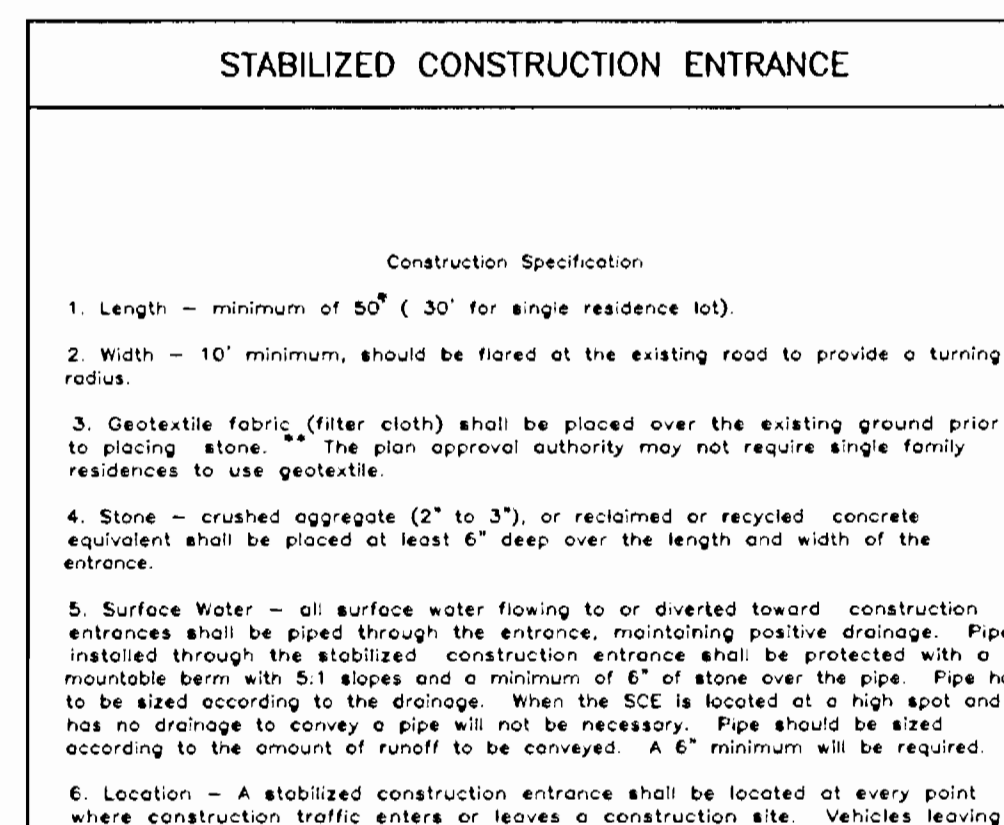 STABILIZED CONSTRUCTION ENTRANCE
Construction Specification
1. Length – minimum of 50* ( 30' for single residence lot).
2. Width – 10' minimum, should be flared at the existing road to provide a turning
radius.
3. Geotextile fabric (filter cloth) shall be placed over the existing ground prior
to placing stone. ** The plan approval authority may not require single family
residences to use geotextile.
4. Stone – crushed aggregate (2" to 3"), or reclaimed or recycled concrete
equivalent shall be placed at least 6" deep over the length and width of the
entrance.
5. Surface Water – all surface water flowing to or diverted toward construction
entrances shall be piped through the entrance, maintaining positive drainage. Pipe
installed through the stabilized construction entrance shall be protected with a
mountable berm with 5:1 slopes and a minimum of 6" of stone over the pipe. Pipe ha
to be sized according to the drainage. When the SCE is located at a high spot and
has no drainage to convey a pipe will not be necessary. Pipe should be sized
according to the amount of runoff to be conveyed. A 6" minimum will be required.
6. Location – A stabilized construction entrance shall be located at every point
where construction traffic enters or leaves a construction site. Vehicles leaving